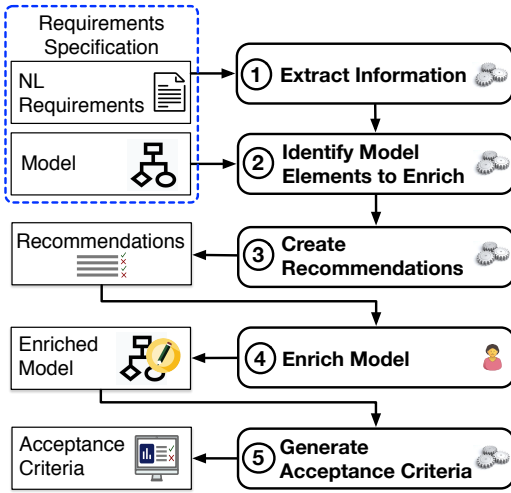 Requirements
Specification
NL
Requirements
1 Extract Information
Model
2 Identify Model
Elements to Enrich
Recommendations
3 Create
Recommendations
Enriched
Model
4 Enrich Model
Acceptance
Criteria
5 Generate
Acceptance Criteria